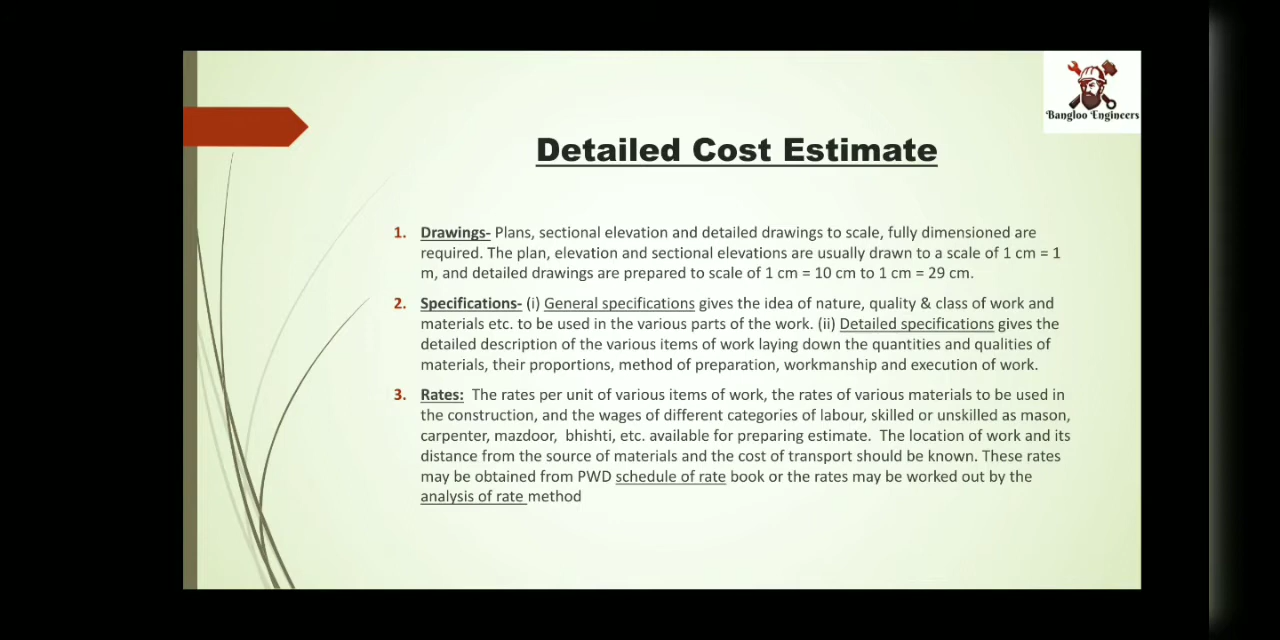 Bangloo Engineers
Detailed Cost Estimate
1. Drawings- Plans, sectional elevation and detailed drawings to scale, fully dimensioned are
required. The plan, elevation and sectional elevations are usually drawn to a scale of 1 cm = 1
m, and detailed drawings are prepared to scale of 1 cm = 10 cm to 1 cm = 29 cm.
2. Specifications- (i) General specifications gives the idea of nature, quality & class of work and
materials etc. to be used in the various parts of the work. (ii) Detailed specifications gives the
detailed description of the various items of work laying down the quantities and qualities of
materials, their proportions, method of preparation, workmanship and execution of work.
3. Rates: The rates per unit of various items of work, the rates of various materials to be used in
the construction, and the wages of different categories of labour, skilled or unskilled as mason,
carpenter, mazdoor, bhishti, etc. available for preparing estimate. The location of work and its
distance from the source of materials and the cost of transport should be known. These rates
may be obtained from PWD schedule of rate book or the rates may be worked out by the
analysis of rate method